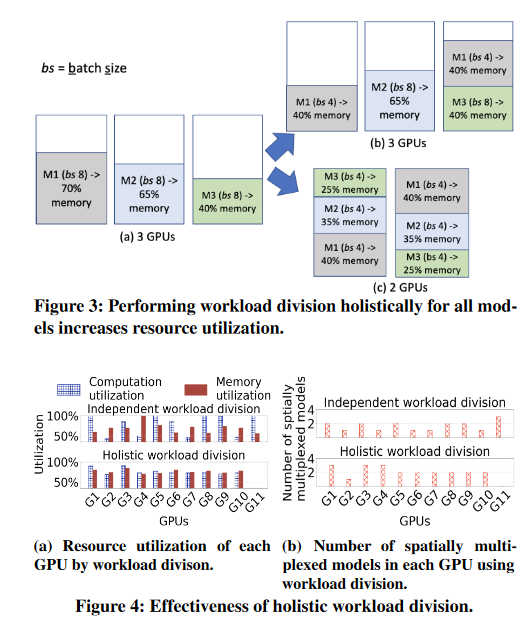 bs = batch size
M1 (bs 8) ->
70%
memory
M2 (bs 8) ->
65%
memory
M3 (bs 8) ->
40% memory
(a) 3 GPUs
M1 (bs 4) ->
40% memory
M2 (bs 8) ->
65%
memory
M1 (bs 4) ->
40% memory
M3 (bs 8) ->
40% memory
(b) 3 GPUs
M3 (bs 4) ->
25% memory
M2 (bs 4) ->
35% memory
M1 (bs 4) ->
40% memory
M1 (bs 4) ->
40% memory
M2 (bs 4) ->
35% memory
M3 (bs 4) ->
25% memory
(c) 2 GPUs
Figure 3: Performing workload division holistically for all mod-
els increases resource utilization.
Computation
utilization
Memory
utilization
Independent workload division
100%
50%
Utilization
Holistic workload division
100%
50%
G1 G2 G3 G4 G5 G6 G7 G8 G9 G10 G11
GPUs
Number of sptially
multiplexed models
Independent workload division
4
2
Holistic workload division
4
2
G1 G2 G3 G4 G5 G6 G7 G8 G9 G10 G11
GPUs
(a) Resource utilization of each
GPU by workload divison.
(b) Number of spatially multi-
plexed models in each GPU using
workload division.
Figure 4: Effectiveness of holistic workload division.